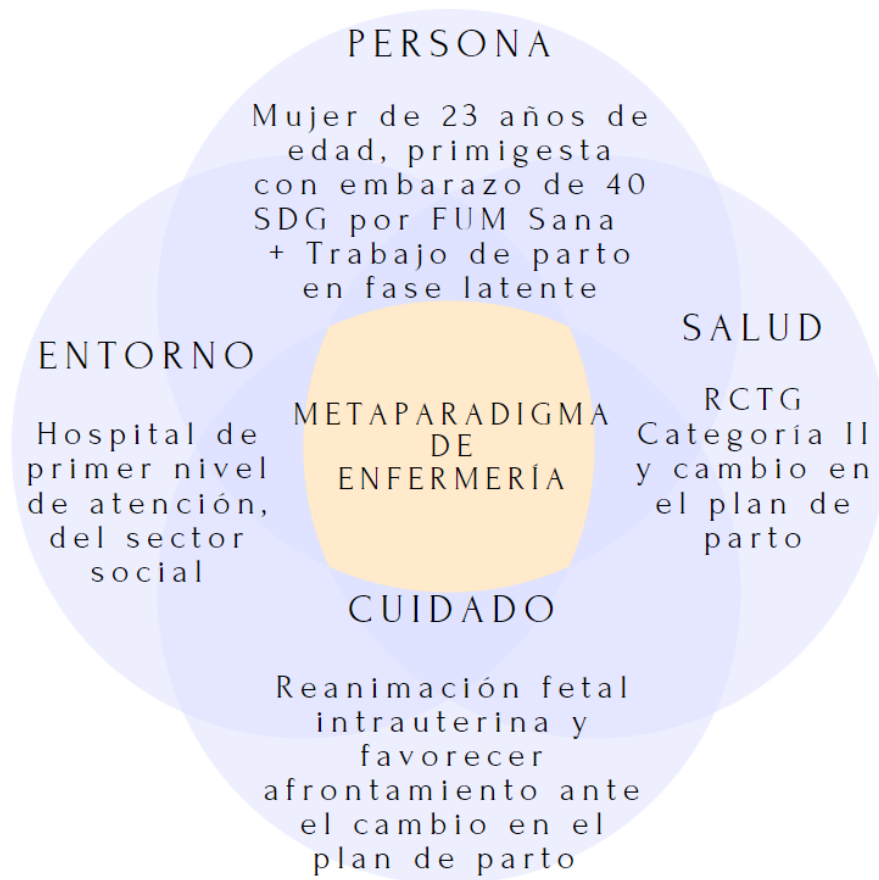 PERSONA
Mujer de 23 años de
edad, primigesta
con embarazo de 40
SDG por FUM Sana
+ Trabajo de parto
en fase latente
ENTORNO
Hospital de
primer nivel
de atención,
del sector
social
METAPARADIGMA
DE
ENFERMERÍA
SALUD
RCTG
Categoría II
y cambio en
el plan de
parto
CUIDADO
Reanimación fetal
intrauterina y
favorecer
afrontamiento ante
el cambio en el
plan de parto